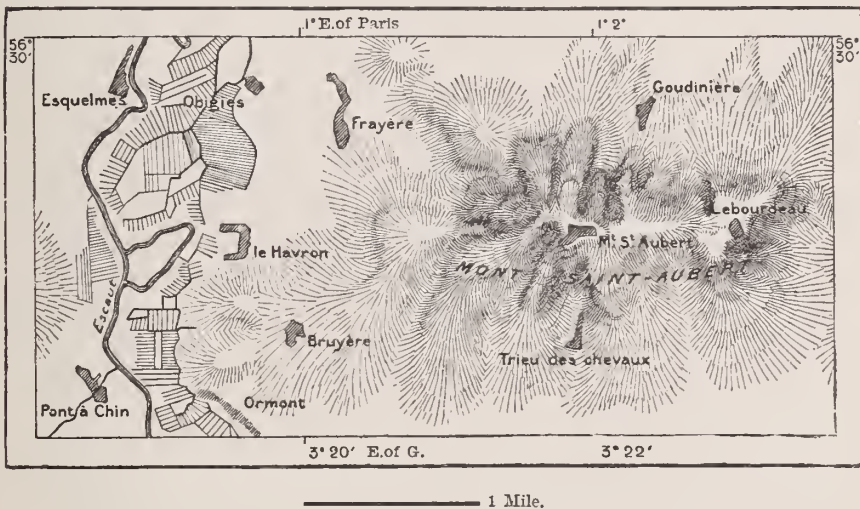 1° E.of Paris
1° 2'
56°
30'
56°
30'
Esquelmes
Obigies
Goudinière
Frayère
Lebourdeau
Mt. St. Aubert
le Havron
MONT SAINT-AUBERT
Escaut
Bruyère
Trieu des chevaux
Pont à Chin
Ormont
3° 20' E.of G.
3° 22'
1 Mile.